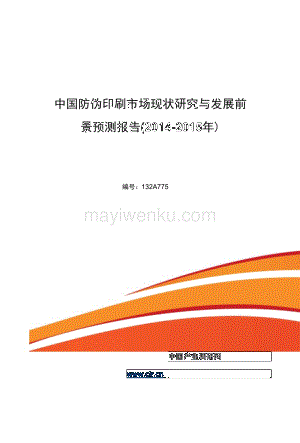 中国防伪印刷市场现状研究与发展前
景预测报告(2014-2015年)
编号：132A775
mayiwenku.com
中国产业调研网
www.cir.cn